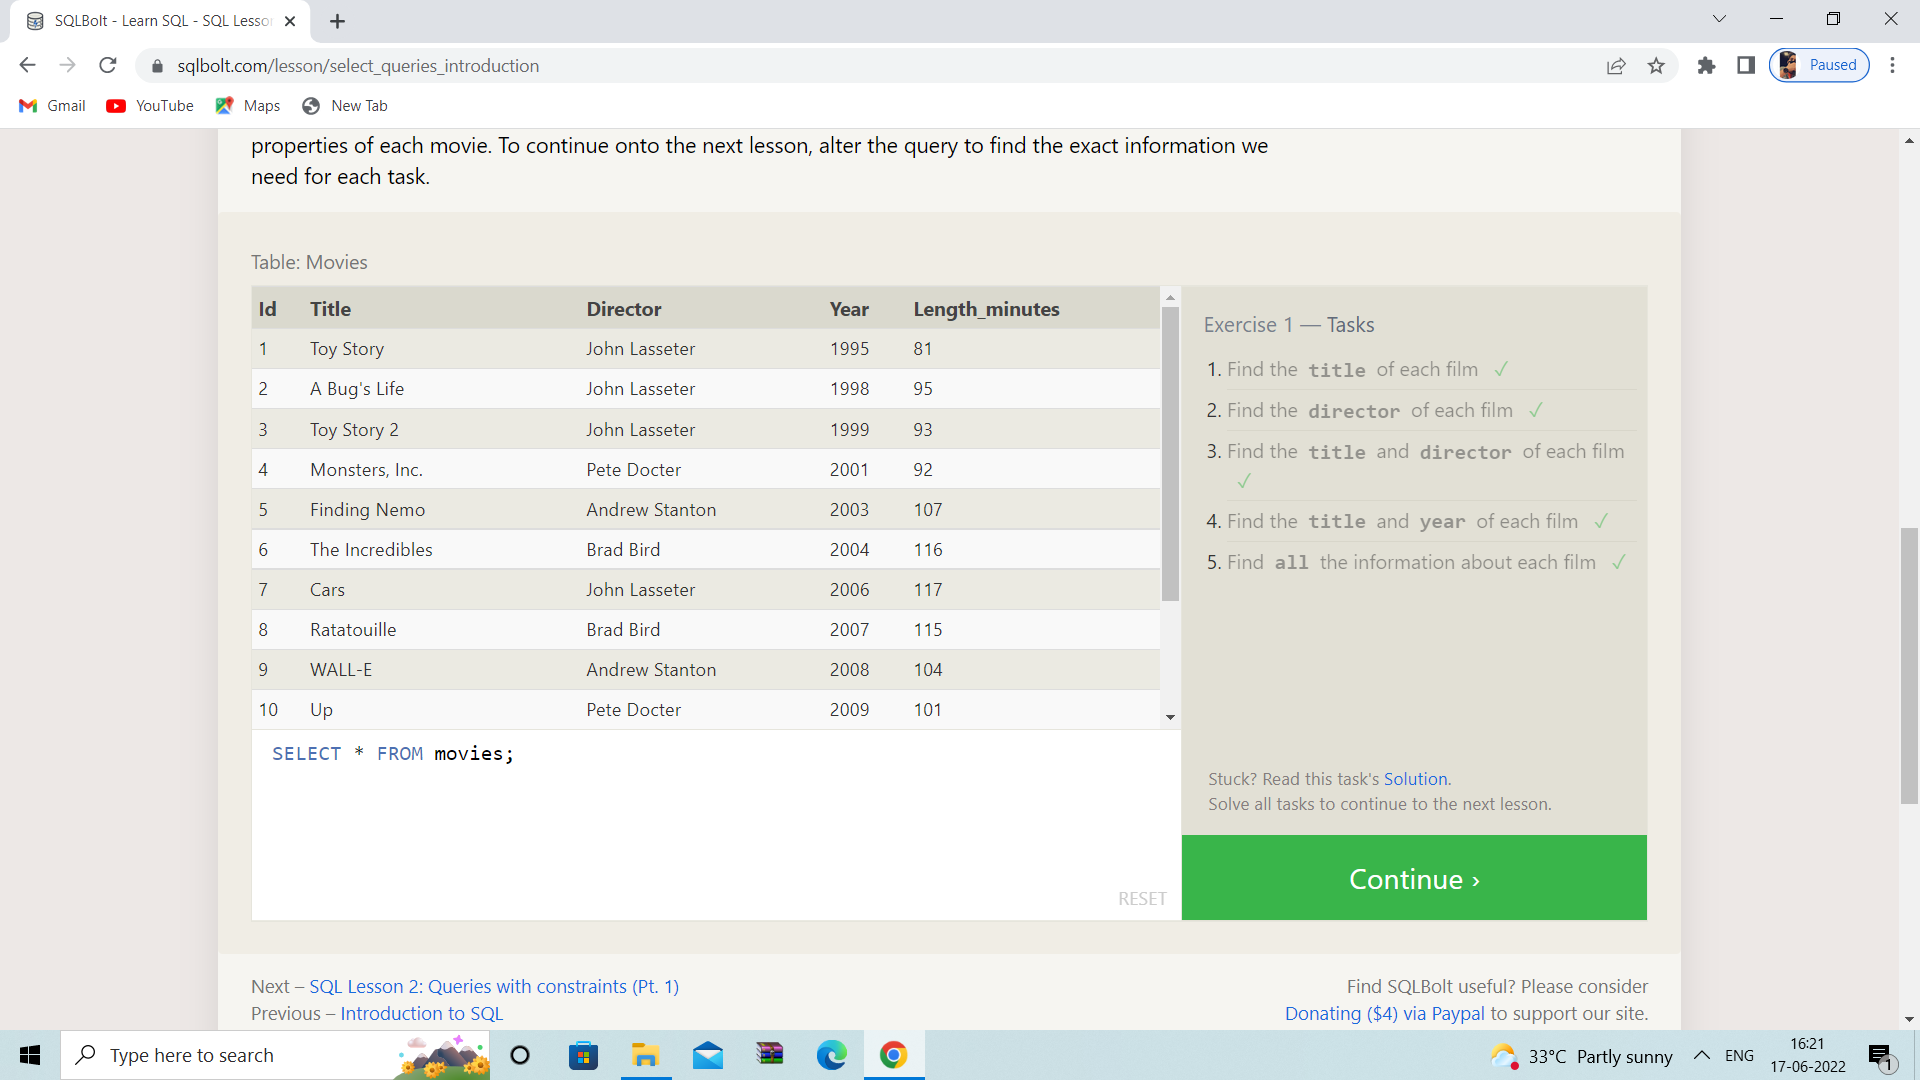 SQLBolt - Learn SQL - SQL Lesso
sqlbolt.com/lesson/select_queries_introduction
Paused
Gmail YouTube Maps New Tab
properties of each movie. To continue onto the next lesson, alter the query to find the exact information we
need for each task.
Table: Movies
Id Title Director Year Length_minutes
1 Toy Story John Lasseter 1995 81
2 A Bug's Life John Lasseter 1998 95
3 Toy Story 2 John Lasseter 1999 93
4 Monsters, Inc. Pete Docter 2001 92
5 Finding Nemo Andrew Stanton 2003 107
6 The Incredibles Brad Bird 2004 116
7 Cars John Lasseter 2006 117
8 Ratatouille Brad Bird 2007 115
9 WALL-E Andrew Stanton 2008 104
10 Up Pete Docter 2009 101
SELECT * FROM movies;
RESET
Exercise 1 — Tasks
1. Find the title of each film ✓
2. Find the director of each film ✓
3. Find the title and director of each film
✓
4. Find the title and year of each film ✓
5. Find all the information about each film ✓
Stuck? Read this task's Solution.
Solve all tasks to continue to the next lesson.
Continue ›
Next – SQL Lesson 2: Queries with constraints (Pt. 1)
Previous – Introduction to SQL
Find SQLBolt useful? Please consider
Donating ($4) via Paypal to support our site.
Type here to search
33°C Partly sunny
ENG
16:21
17-06-2022
1